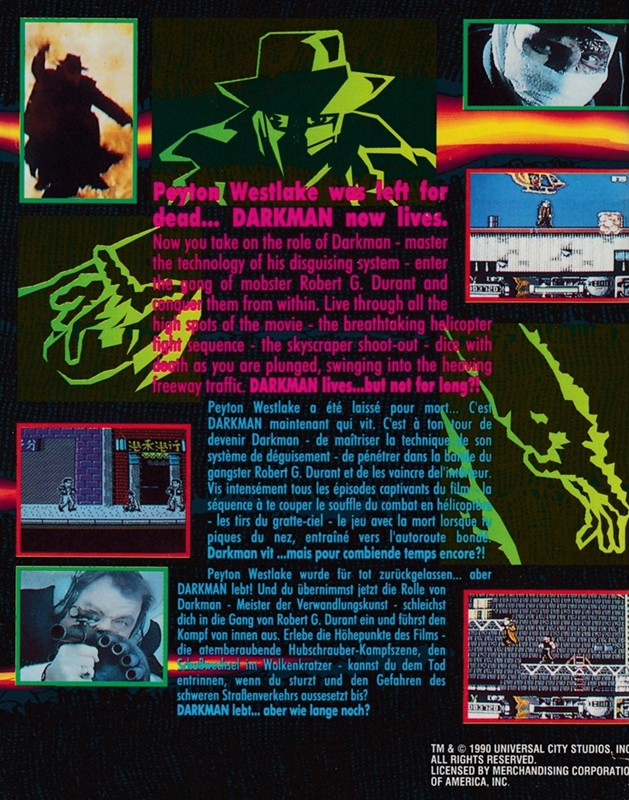 Peyton Westlake was left for
dead... DARKMAN now lives.
Now you take on the role of Darkman - master
the technology of his disguising system - enter
the gang of mobster Robert G. Durant and
conquer them from within. Live through all the
high spots of the movie - the breathtaking helicopter
fight sequence - the skyscraper shoot-out - dice with
death as you are plunged, swinging into the heaving
freeway traffic. DARKMAN lives...but not for long?!
Peyton Westlake a été laissé pour mort... C'est
DARKMAN maintenant qui vit. C'est à ton tour de
devenir Darkman - de maîtriser la technique de son
système de déguisement - de pénétrer dans la bande du
gangster Robert G. Durant et de les vaincre de l'intérieur.
Vis intensément tous les épisodes captivants du film - la
séquence à te couper le souffle du combat en hélicoptère
- les tirs du gratte-ciel - le jeu avec la mort lorsque tu
piques du nez, entraîné vers l'autoroute bondé.
Darkman vit ...mais pour combiende temps encore?!
Peyton Westlake wurde für tot zurückgelassen... aber
DARKMAN lebt! Und du übernimmst jetzt die Rolle von
Darkman - Meister der Verwandlungskunst - schleichst
dich in die Gang von Robert G. Durant ein und führst den
Kampf von innen aus. Erlebe die Höhepunkte des Films -
die atemberaubende Hubschrauber-Kampfszene, den
Schußwechsel im Wolkenkratzer - kannst du dem Tod
entrinnen, wenn du sturzt und den Gefahren des
schweren Straßenverkehrs aussesetzt bis?
DARKMAN lebt... aber wie lange noch?
TM & © 1990 UNIVERSAL CITY STUDIOS, INC
ALL RIGHTS RESERVED.
LICENSED BY MERCHANDISING CORPORATIO
OF AMERICA, INC.